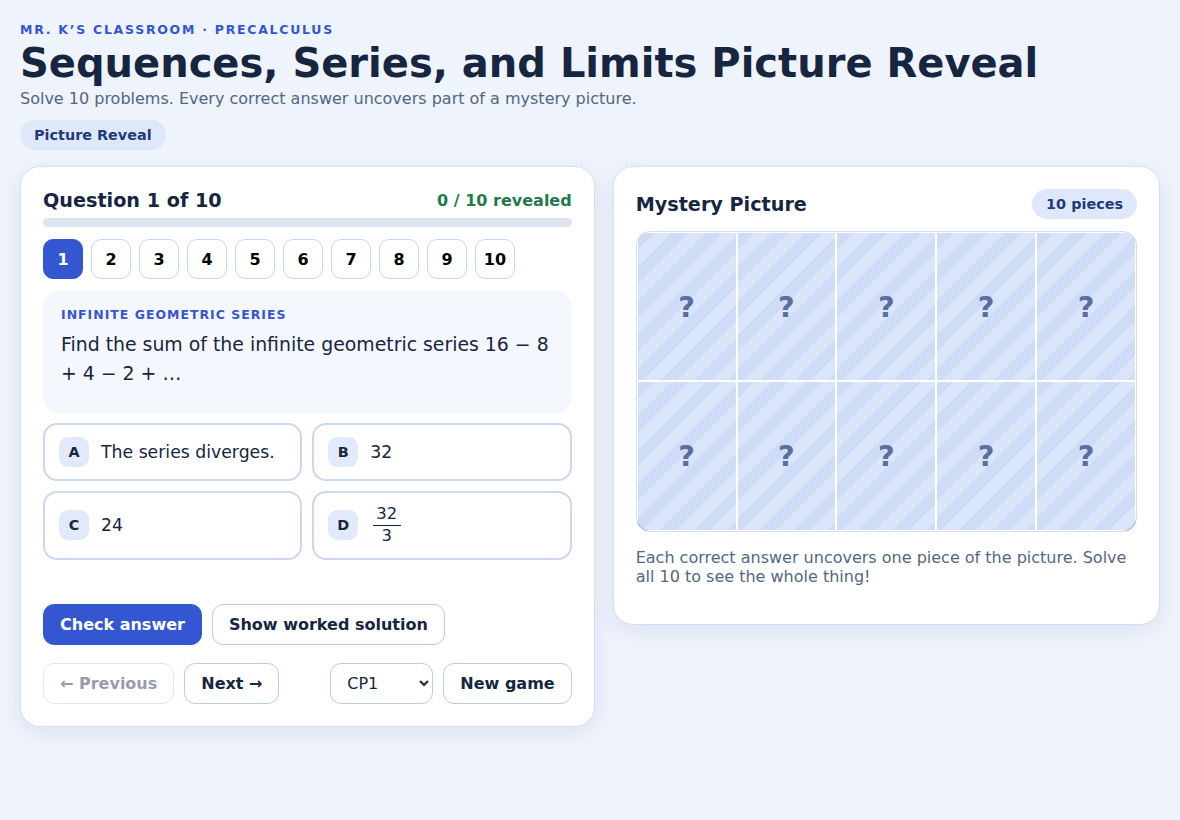 MR. K’S CLASSROOM · PRECALCULUS
Sequences, Series, and Limits Picture Reveal
Solve 10 problems. Every correct answer uncovers part of a mystery picture.
Picture Reveal
Question 1 of 10
0 / 10 revealed
1 2 3 4 5 6 7 8 9 10
INFINITE GEOMETRIC SERIES
Find the sum of the infinite geometric series 16 − 8
+ 4 − 2 + …
A The series diverges.
B 32
C 24
D 32/3
Check answer
Show worked solution
← Previous
Next →
CP1
New game
Mystery Picture
10 pieces
? ? ? ? ?
? ? ? ? ?
Each correct answer uncovers one piece of the picture. Solve
all 10 to see the whole thing!